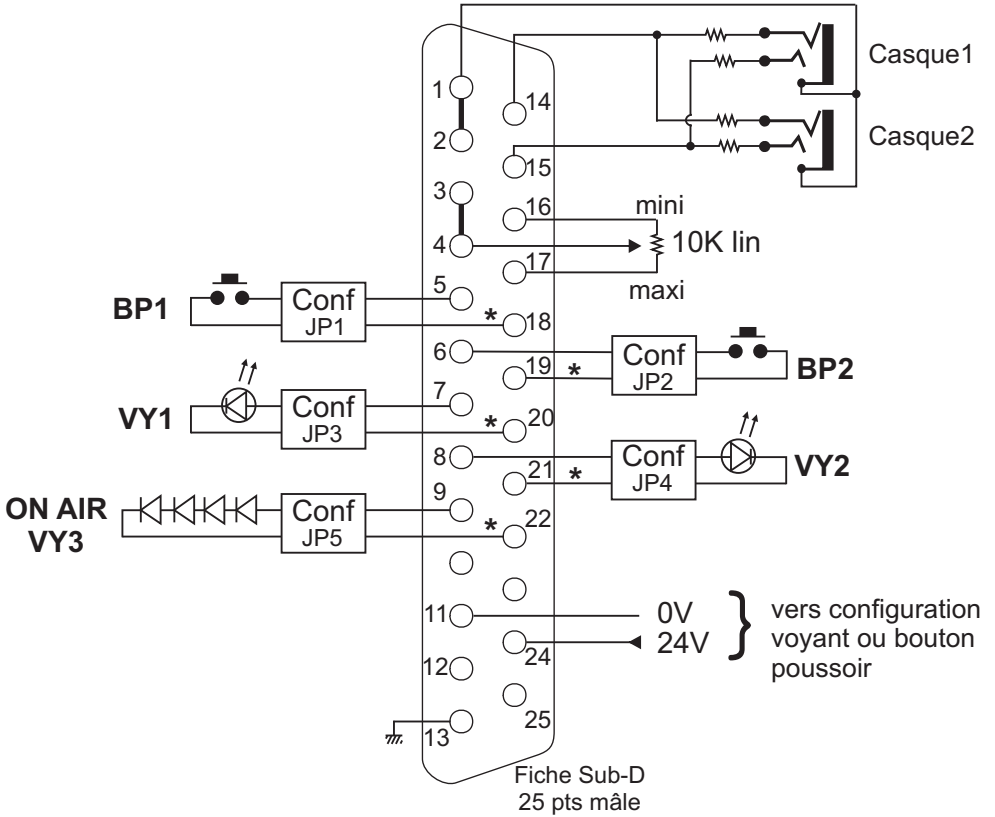 Casque1
Casque2
1
14
2
15
3
16
mini
4
10K lin
17
maxi
BP1
Conf
JP1
5
*
18
6
19
*
Conf
JP2
BP2
VY1
Conf
JP3
7
*
20
8
21
*
Conf
JP4
VY2
ON AIR
VY3
Conf
JP5
9
*
22
11
0V
24V
}
vers configuration
voyant ou bouton
poussoir
24
12
25
13
Fiche Sub-D
25 pts mâle